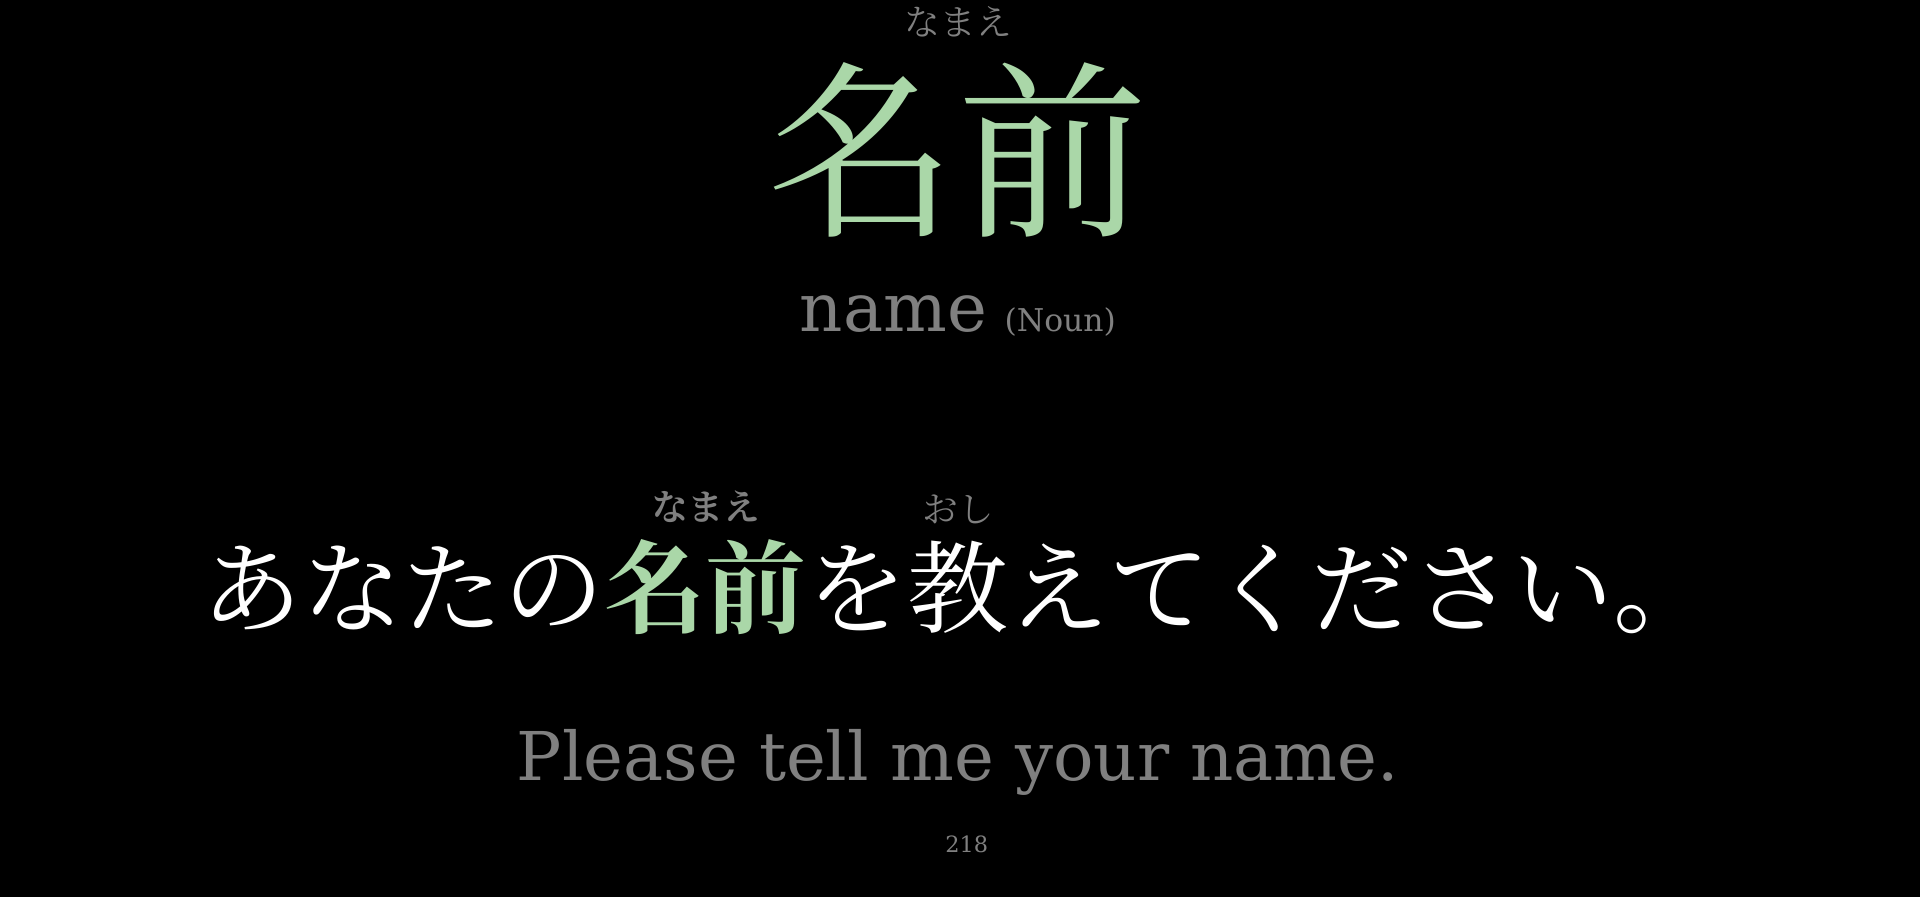 なまえ
名前
name (Noun)
なまえ おし
あなたの名前を教えてください。
Please tell me your name.
218